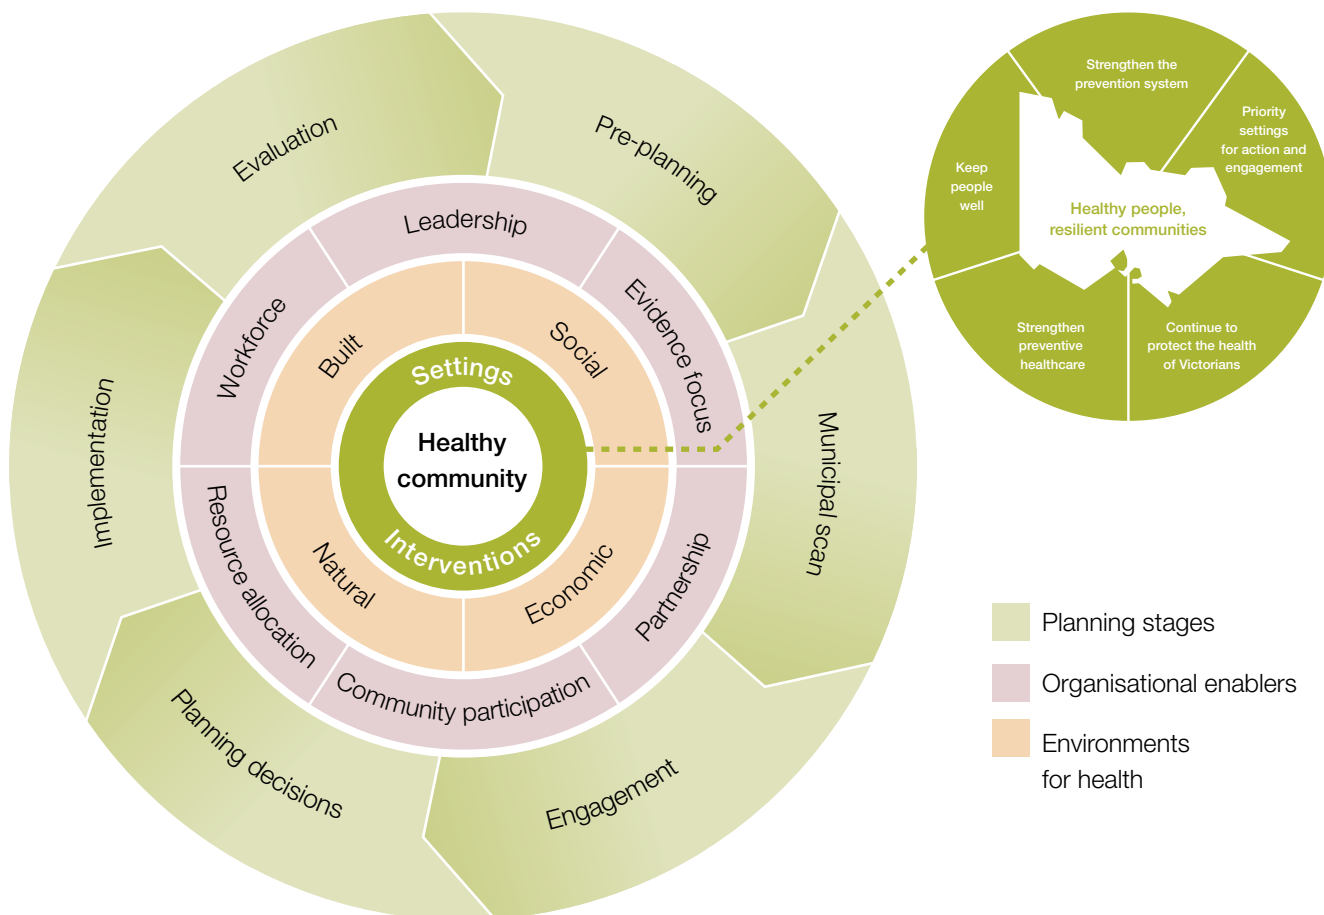 Evaluation
Pre-planning
Municipal scan
Engagement
Planning decisions
Implementation
Leadership
Evidence focus
Partnership
Community participation
Resource allocation
Workforce
Built
Social
Economic
Natural
Settings
Healthy
community
Interventions
Strengthen the
prevention system
Priority
settings
for action and
engagement
Keep
people
well
Healthy people,
resilient communities
Strengthen
preventive
healthcare
Continue to
protect the health
of Victorians
Planning stages
Organisational enablers
Environments
for health